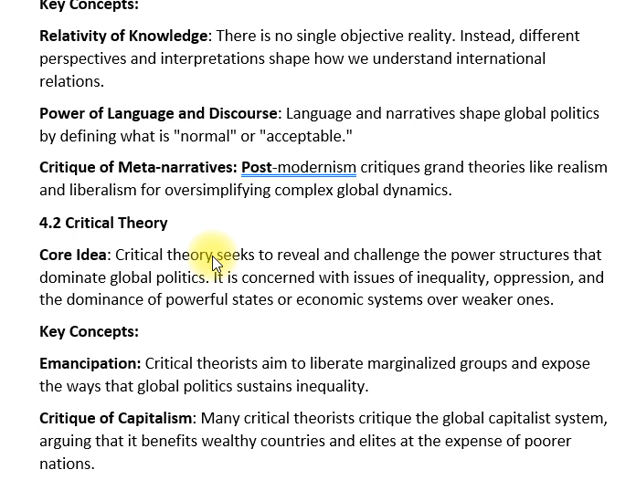 Key Concepts:
Relativity of Knowledge: There is no single objective reality. Instead, different
perspectives and interpretations shape how we understand international
relations.
Power of Language and Discourse: Language and narratives shape global politics
by defining what is "normal" or "acceptable."
Critique of Meta-narratives: Post-modernism critiques grand theories like realism
and liberalism for oversimplifying complex global dynamics.
4.2 Critical Theory
Core Idea: Critical theory seeks to reveal and challenge the power structures that
dominate global politics. It is concerned with issues of inequality, oppression, and
the dominance of powerful states or economic systems over weaker ones.
Key Concepts:
Emancipation: Critical theorists aim to liberate marginalized groups and expose
the ways that global politics sustains inequality.
Critique of Capitalism: Many critical theorists critique the global capitalist system,
arguing that it benefits wealthy countries and elites at the expense of poorer
nations.